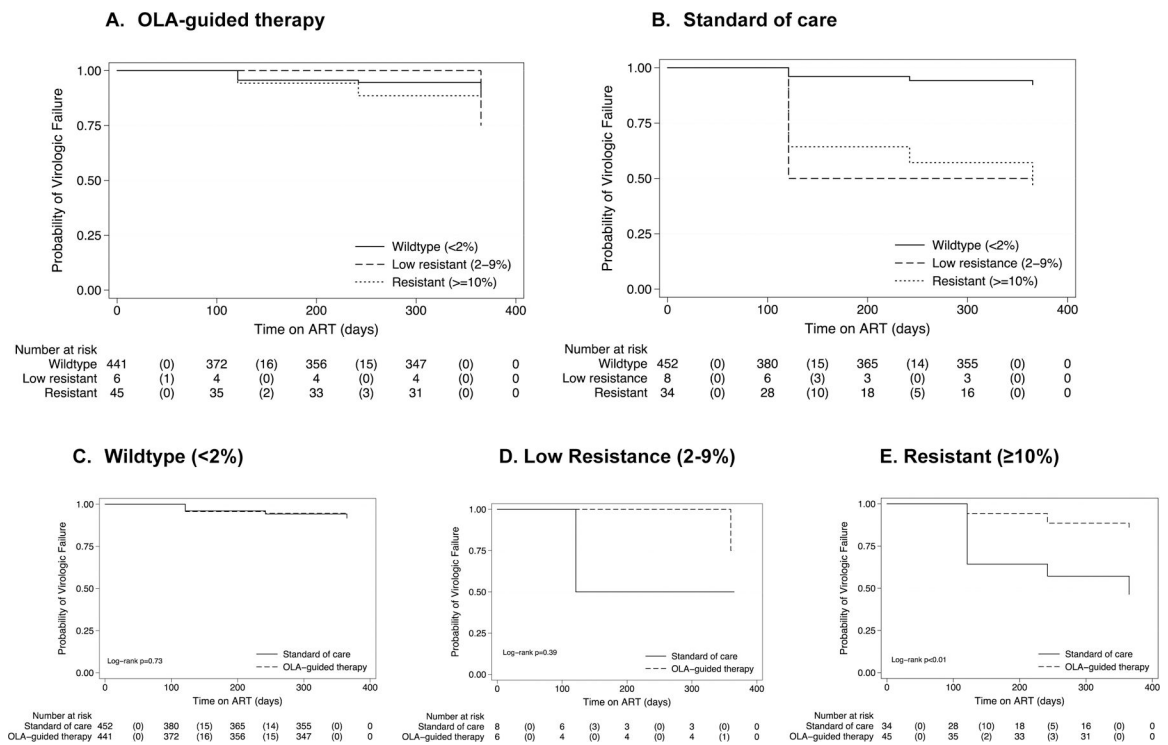 A. OLA-guided therapy
Probability of Virologic Failure
1.00
0.75
0.50
0.25
0.00
Wildtype (<2%)
Low resistant (2–9%)
Resistant (>=10%)
0 100 200 300 400
Time on ART (days)
Number at risk
Wildtype 441 (0) 372 (16) 356 (15) 347 (0) 0
Low resistant 6 (1) 4 (0) 4 (0) 4 (0) 0
Resistant 45 (0) 35 (2) 33 (3) 31 (0) 0
B. Standard of care
Probability of Virologic Failure
1.00
0.75
0.50
0.25
0.00
Wildtype (<2%)
Low resistance (2–9%)
Resistant (>=10%)
0 100 200 300 400
Time on ART (days)
Number at risk
Wildtype 452 (0) 380 (15) 365 (14) 355 (0) 0
Low resistance 8 (0) 6 (3) 3 (0) 3 (0) 0
Resistant 34 (0) 28 (10) 18 (5) 16 (0) 0
C. Wildtype (<2%)
Probability of Virologic Failure
1.00
0.75
0.50
0.25
0.00
Log–rank p=0.73
Standard of care
OLA–guided therapy
0 100 200 300 400
Time on ART (days)
Number at risk
Standard of care 452 (0) 380 (15) 365 (14) 355 (0) 0
OLA–guided therapy 441 (0) 372 (16) 356 (15) 347 (0) 0
D. Low Resistance (2-9%)
Probability of Virologic Failure
1.00
0.75
0.50
0.25
0.00
Log–rank p=0.39
Standard of care
OLA–guided therapy
0 100 200 300 400
Time on ART (days)
Number at risk
Standard of care 8 (0) 6 (3) 3 (0) 3 (0) 0
OLA–guided therapy 6 (0) 4 (0) 4 (0) 4 (1) 0
E. Resistant (≥10%)
Probability of Virologic Failure
1.00
0.75
0.50
0.25
0.00
Log–rank p<0.01
Standard of care
OLA–guided therapy
0 100 200 300 400
Time on ART (days)
Number at risk
Standard of care 34 (0) 28 (10) 18 (5) 16 (0) 0
OLA–guided therapy 45 (0) 35 (2) 33 (3) 31 (0) 0